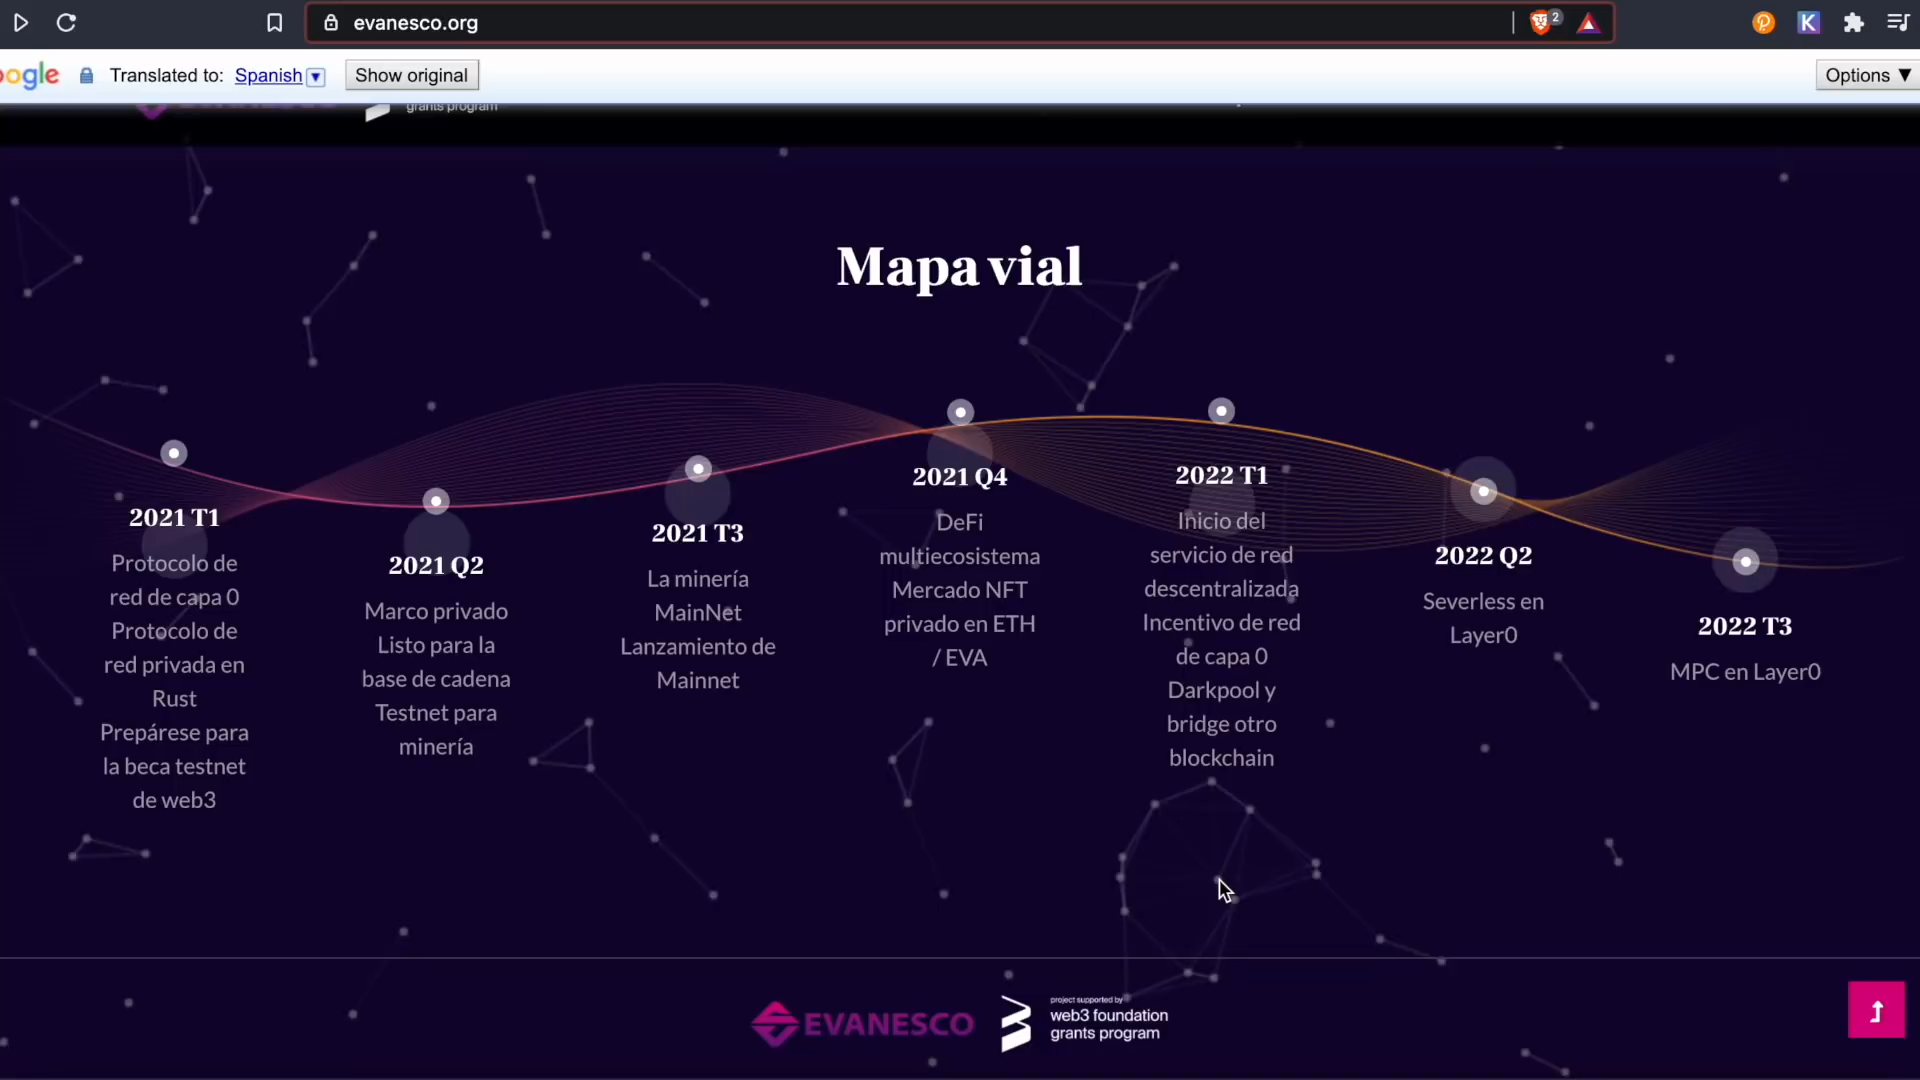 evanesco.org
2
K
oogle
Translated to: Spanish ▼
Show original
Options ▼
grants program
Mapa vial
2021 T1
Protocolo de
red de capa 0
Protocolo de
red privada en
Rust
Prepárese para
la beca testnet
de web3
2021 Q2
Marco privado
Listo para la
base de cadena
Testnet para
minería
2021 T3
La minería
MainNet
Lanzamiento de
Mainnet
2021 Q4
DeFi
multiecosistema
Mercado NFT
privado en ETH
/ EVA
2022 T1
Inicio del
servicio de red
descentralizada
Incentivo de red
de capa 0
Darkpool y
bridge otro
blockchain
2022 Q2
Severless en
Layer0
2022 T3
MPC en Layer0
EVANESCO
project supported by
web3 foundation
grants program